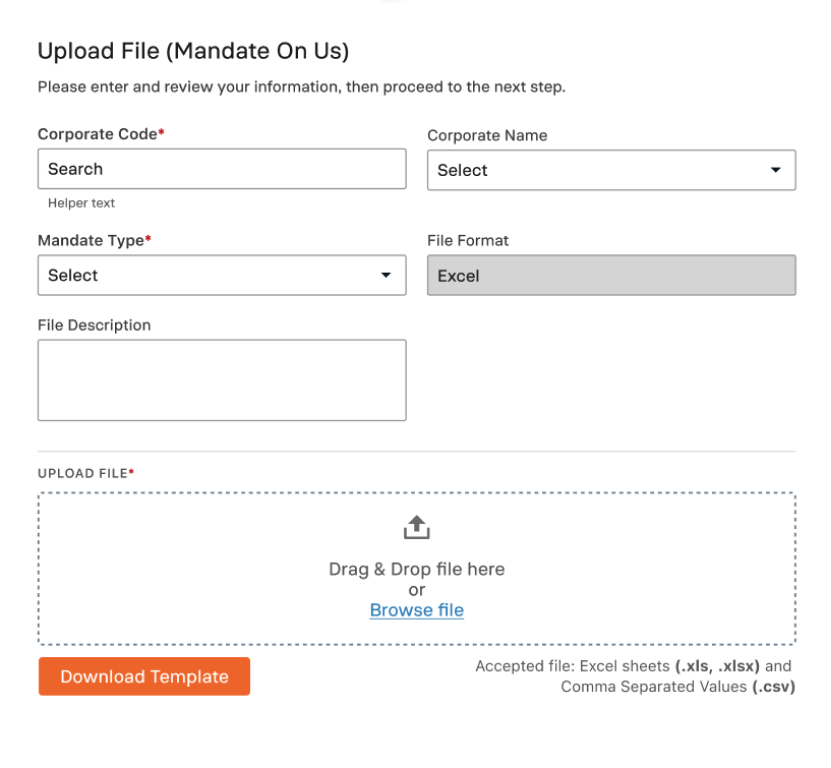 Upload File (Mandate On Us)
Please enter and review your information, then proceed to the next step.
Corporate Code*
Corporate Name
Search
Select
Helper text
Mandate Type*
File Format
Select
Excel
File Description
UPLOAD FILE*
Drag & Drop file here
or
Browse file
Download Template
Accepted file: Excel sheets (.xls, .xlsx) and
Comma Separated Values (.csv)